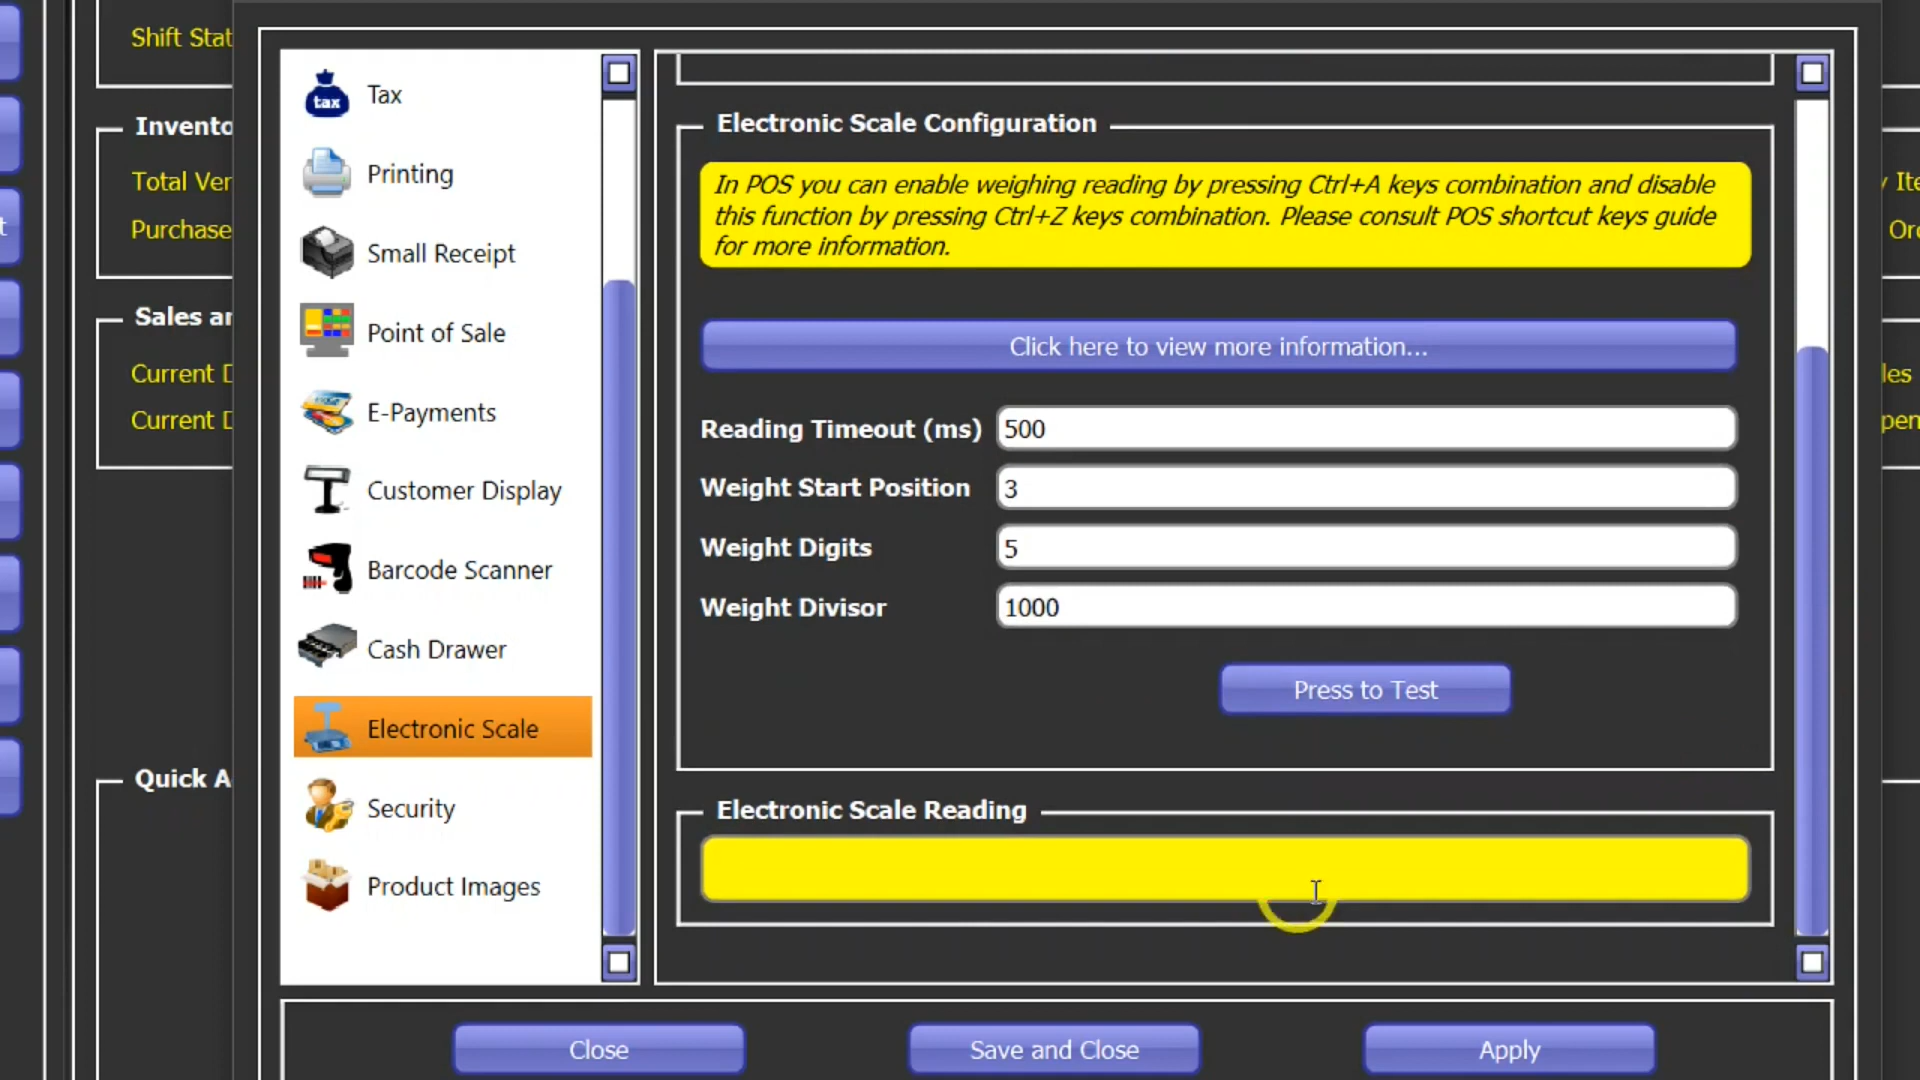 Shift Stat
Invento
Total Ver
Purchase
Sales ar
Current D
Current D
Quick A
t
Tax
tax
Printing
Small Receipt
Point of Sale
E-Payments
Customer Display
Barcode Scanner
Cash Drawer
Electronic Scale
Security
Product Images
Electronic Scale Configuration
In POS you can enable weighing reading by pressing Ctrl+A keys combination and disable
this function by pressing Ctrl+Z keys combination. Please consult POS shortcut keys guide
for more information.
Click here to view more information...
Reading Timeout (ms) 500
Weight Start Position 3
Weight Digits 5
Weight Divisor 1000
Press to Test
Electronic Scale Reading
Close
Save and Close
Apply
y Ite
Orc
les
pen